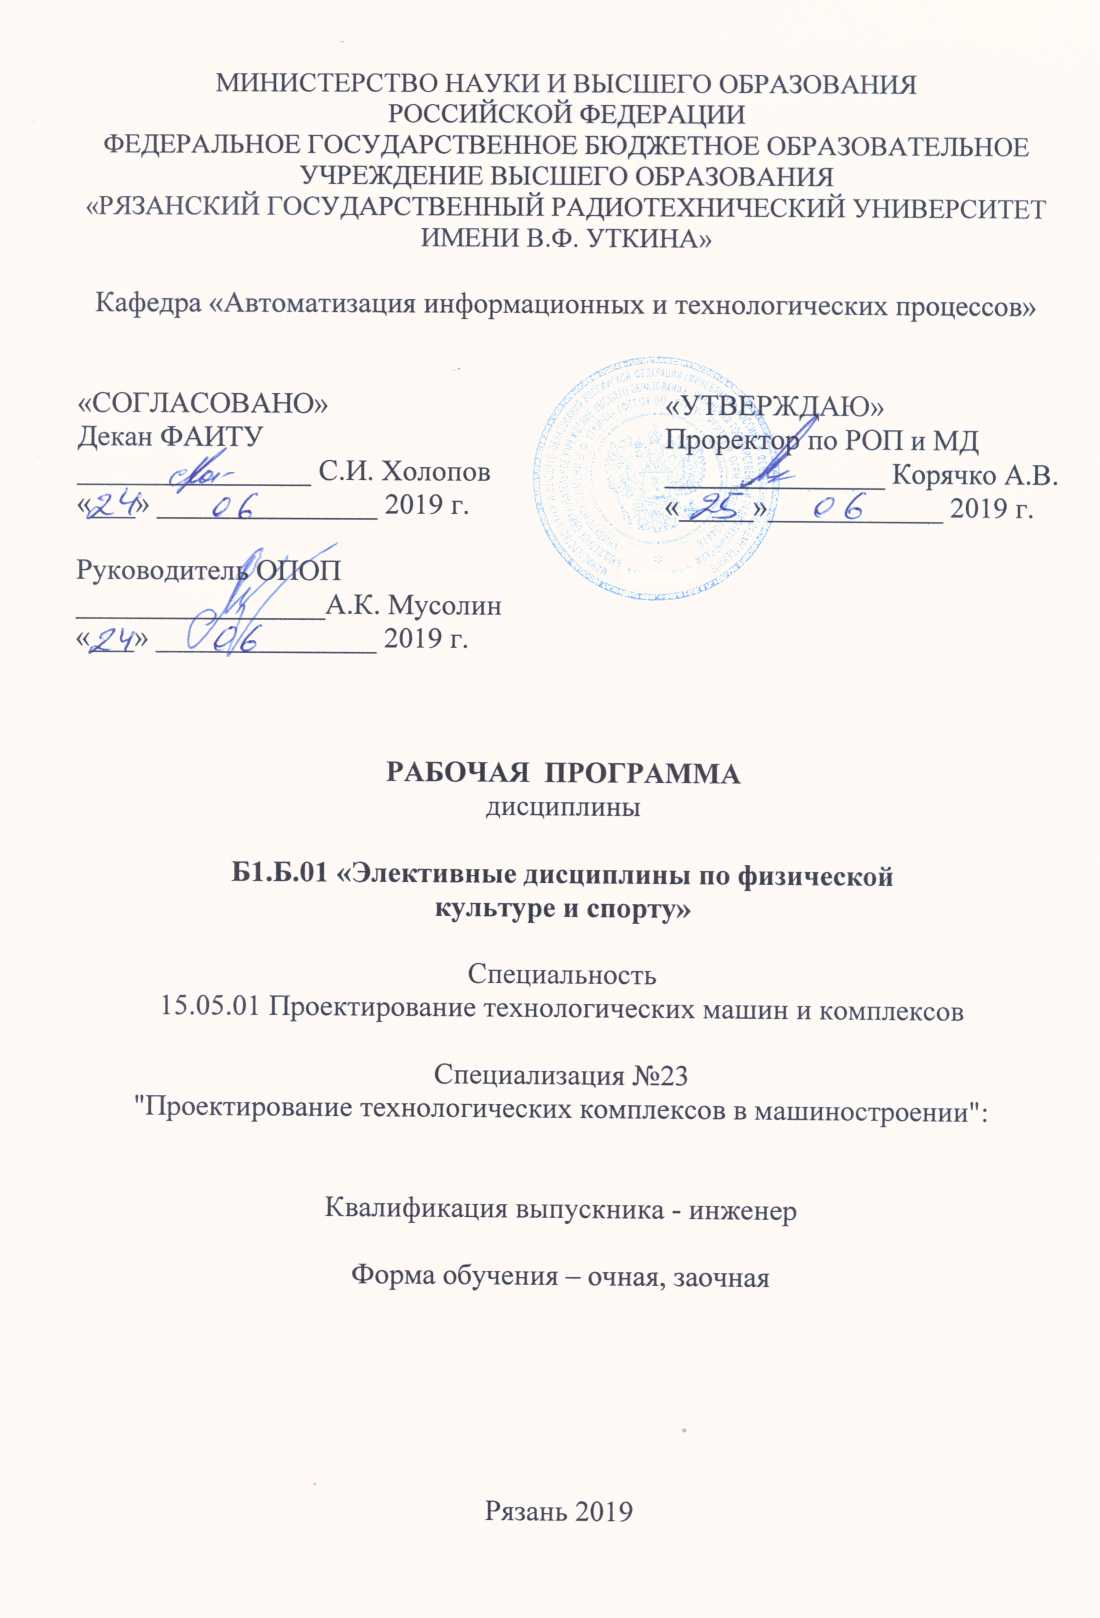 МИНИСТЕРСТВО НАУКИ И ВЫСШЕГО ОБРАЗОВАНИЯ
РОССИЙСКОЙ ФЕДЕРАЦИИ
ФЕДЕРАЛЬНОЕ ГОСУДАРСТВЕННОЕ БЮДЖЕТНОЕ ОБРАЗОВАТЕЛЬНОЕ
УЧРЕЖДЕНИЕ ВЫСШЕГО ОБРАЗОВАНИЯ
«РЯЗАНСКИЙ ГОСУДАРСТВЕННЫЙ РАДИОТЕХНИЧЕСКИЙ УНИВЕРСИТЕТ
ИМЕНИ В.Ф. УТКИНА»
Кафедра «Автоматизация информационных и технологических процессов»
«СОГЛАСОВАНО»
Декан ФАИТУ
С.И. Холопов
«24» 06 2019 г.
Руководитель ОПОП
А.К. Мусолин
«24» 06 2019 г.
«УТВЕРЖДАЮ»
Проректор по РОП и МД
Корячко А.В.
«25» 06 2019 г.
РАБОЧАЯ ПРОГРАММА
дисциплины
Б1.Б.01 «Элективные дисциплины по физической
культуре и спорту»
Специальность
15.05.01 Проектирование технологических машин и комплексов
Специализация №23
"Проектирование технологических комплексов в машиностроении":
Квалификация выпускника - инженер
Форма обучения – очная, заочная
Рязань 2019